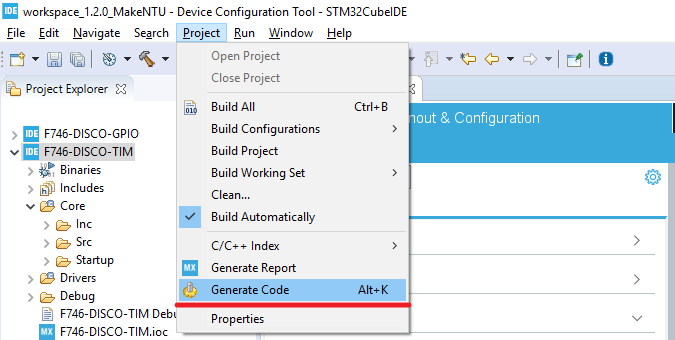 IDE workspace_1.2.0_MakeNTU - Device Configuration Tool - STM32CubeIDE
File Edit Navigate Search Project Run Window Help
Open Project
Close Project
Build All Ctrl+B
Build Configurations
Build Project
Build Working Set
Clean...
Build Automatically
C/C++ Index
MX Generate Report
Generate Code Alt+K
Properties
Project Explorer
IDE F746-DISCO-GPIO
IDE F746-DISCO-TIM
Binaries
Includes
Core
Inc
Src
Startup
Drivers
Debug
F746-DISCO-TIM Debu
MX F746-DISCO-TIM.ioc
nout & Configuration